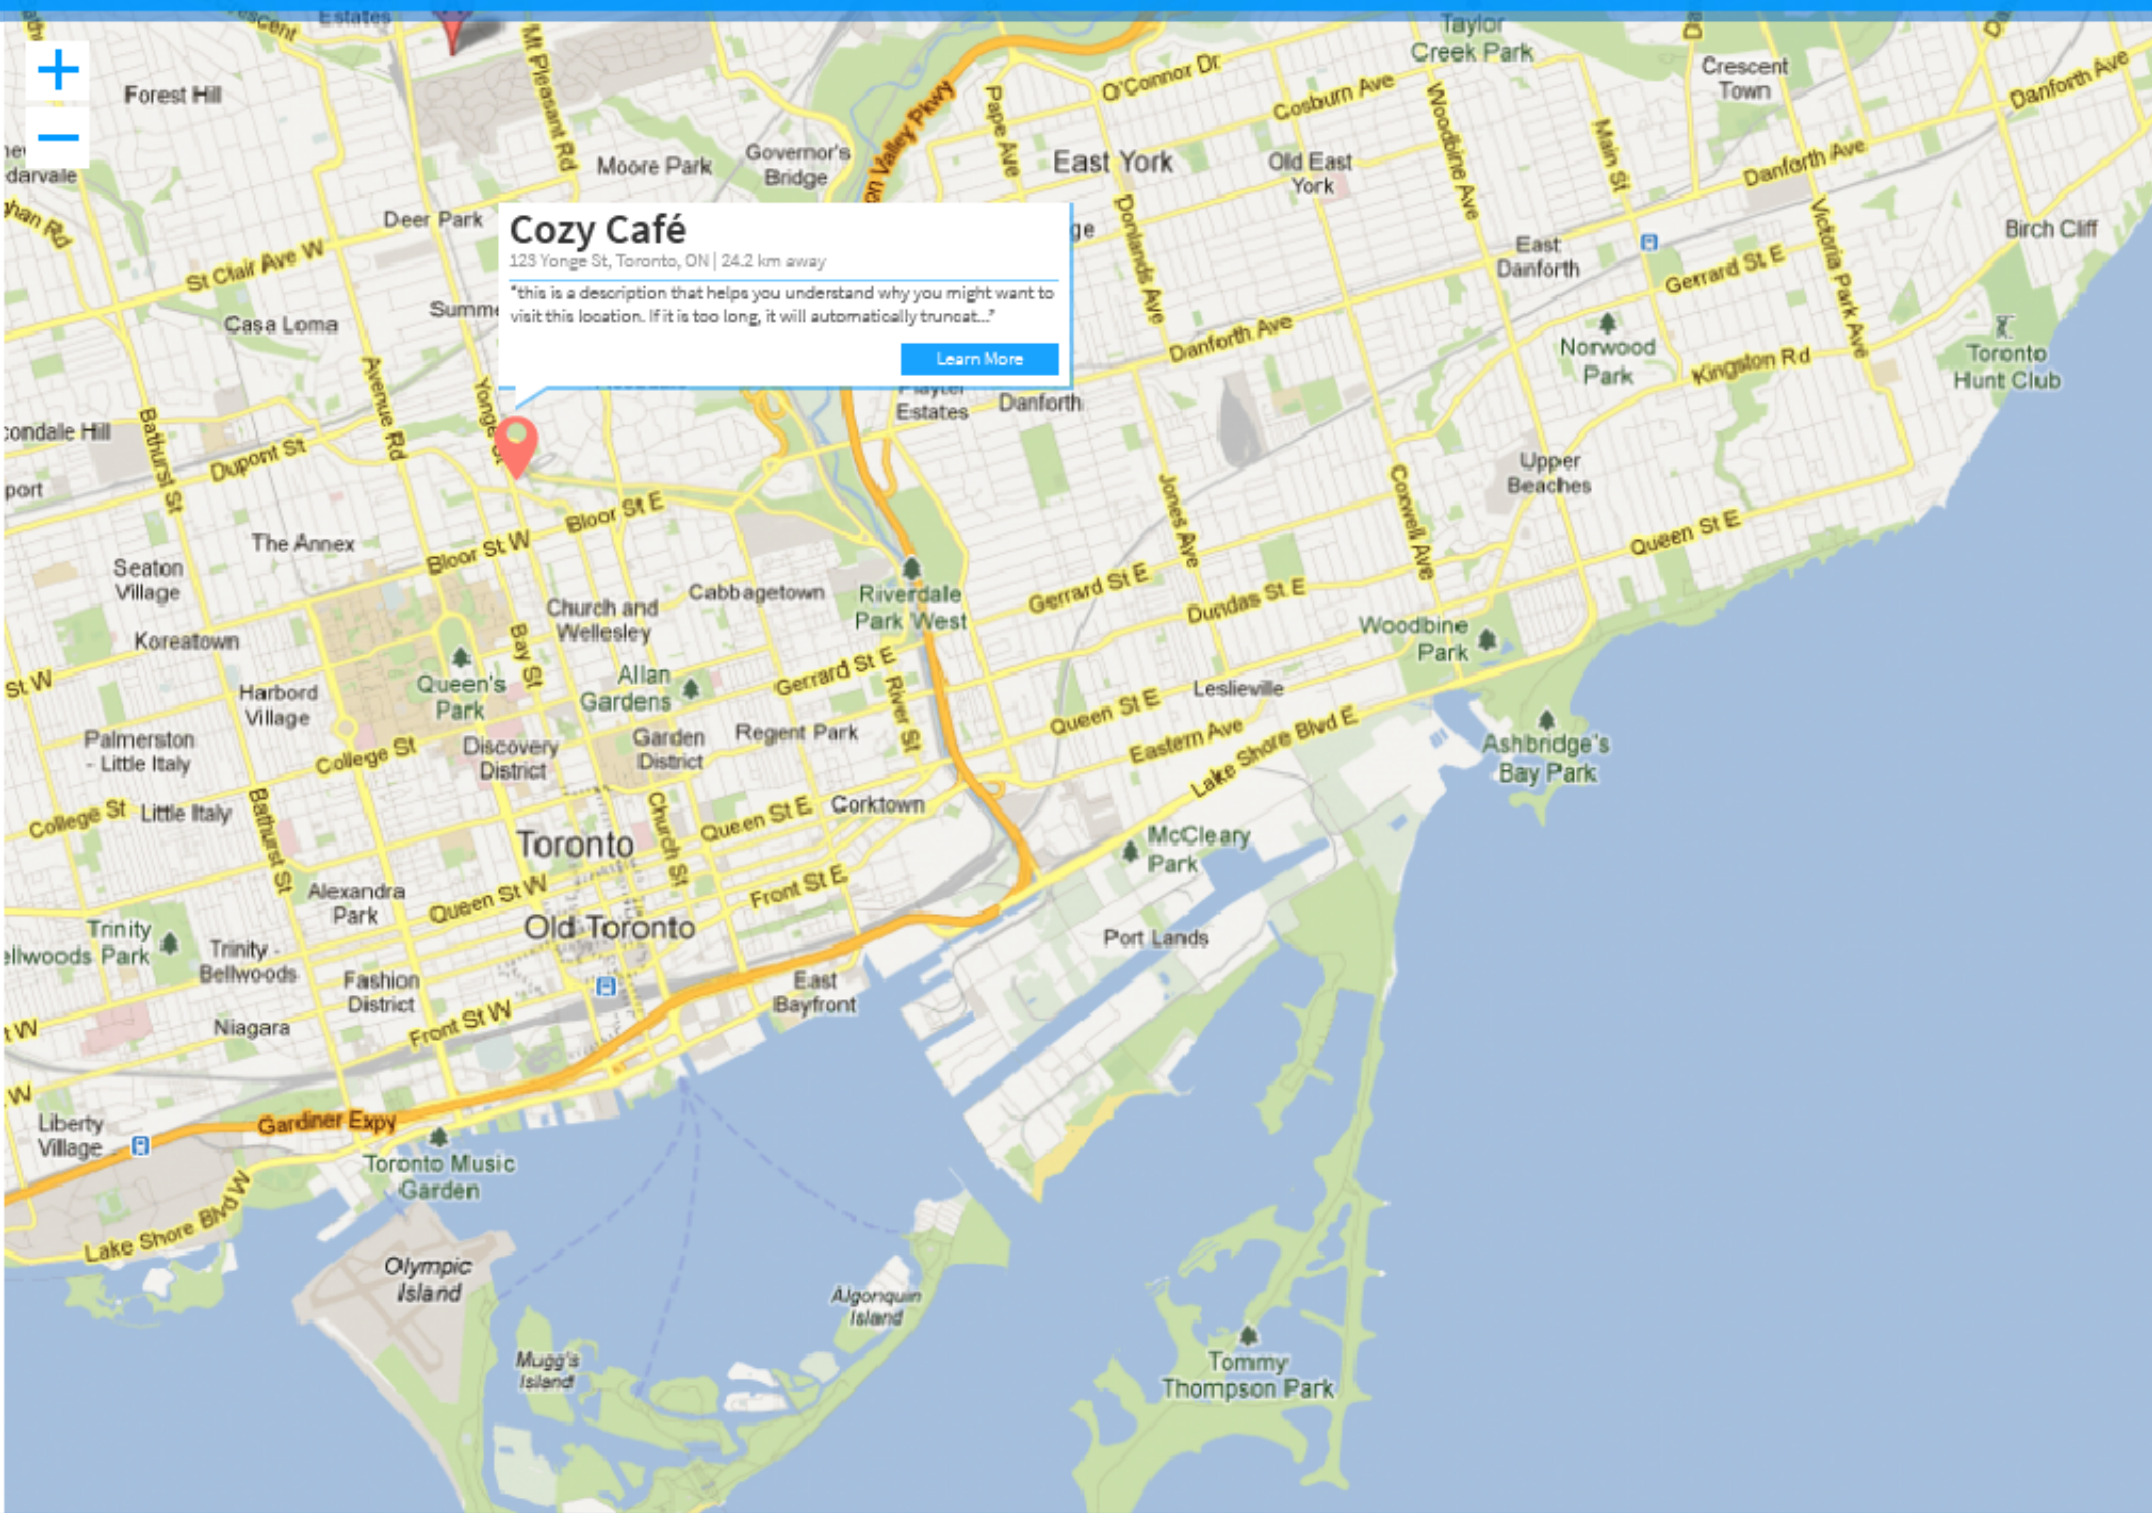 Estates
Taylor
Creek Park
Crescent
Town
Forest Hill
Mt Pleasant Rd
O'Connor Dr
Cosburn Ave
Danforth Ave
Pape Ave
Woodbine Ave
Main St
Moore Park
Governor's
Bridge
East York
Old East
York
Danforth Ave
Deer Park
Donlands Ave
Victoria Park Ave
Birch Cliff
Cozy Café
123 Yonge St, Toronto, ON | 24.2 km away
"this is a description that helps you understand why you might want to
visit this location. If it is too long, it will automatically truncat..."
Learn More
St Clair Ave W
East
Danforth
Gerrard St E
Casa Loma
Danforth Ave
Norwood
Park
Kingston Rd
Toronto
Hunt Club
Avenue Rd
Estates
Danforth
Bathurst St
Dupont St
Upper
Beaches
Jones Ave
Coxwell Ave
Bloor St E
Queen St E
The Annex
Bloor St W
Seaton
Village
Cabbagetown
Riverdale
Park West
Gerrard St E
Dundas St E
Church and
Wellesley
Woodbine
Park
Koreatown
Bay St
St W
Harbord
Village
Queen's
Park
Allan
Gardens
Gerrard St E
River St
Leslieville
Queen St E
Eastern Ave
Lake Shore Blvd E
Palmerston
- Little Italy
College St
Discovery
District
Garden
District
Regent Park
Ashbridge's
Bay Park
College St
Little Italy
Bathurst St
Church St
Queen St E
Corktown
Toronto
McCleary
Park
Alexandra
Park
Queen St W
Front St E
Old Toronto
Trinity
Park
Trinity -
Bellwoods
Port Lands
Fashion
District
East
Bayfront
Niagara
Front St W
Liberty
Village
Gardiner Expy
Toronto Music
Garden
Lake Shore Blvd W
Olympic
Island
Algonquin
Island
Mugg's
Island
Tommy
Thompson Park